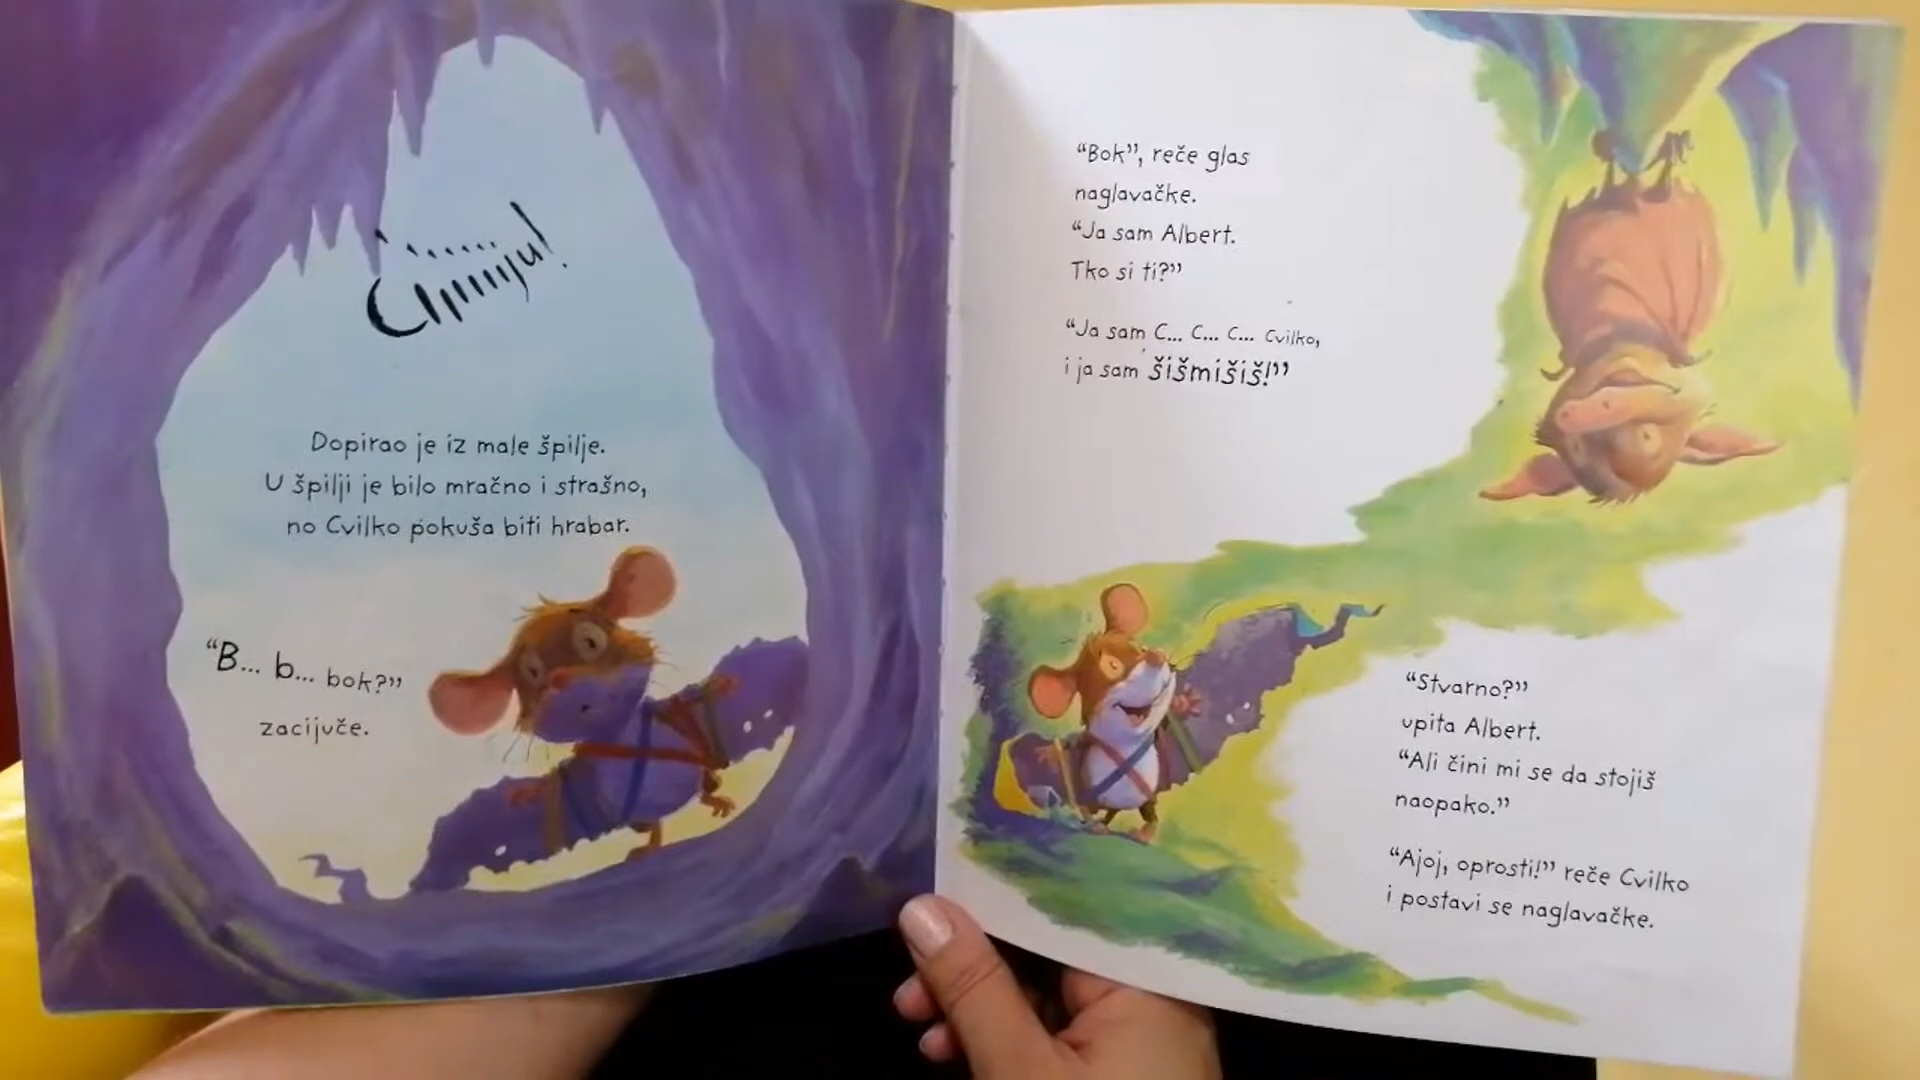 Ciiiiiiju!
Dopirao je iz male špilje.
U špilji je bilo mračno i strašno,
no Cvilko pokuša biti hrabar.
“B... b... bok?”
zacijuče.
“Bok”, reče glas
naglavačke.
“Ja sam Albert.
Tko si ti?”
“Ja sam C... C... C... Cvilko,
i ja sam šišmišiš!”
“Stvarno?”
upita Albert.
“Ali čini mi se da stojiš
naopako.”
“Ajoj, oprosti!” reče Cvilko
i postavi se naglavačke.